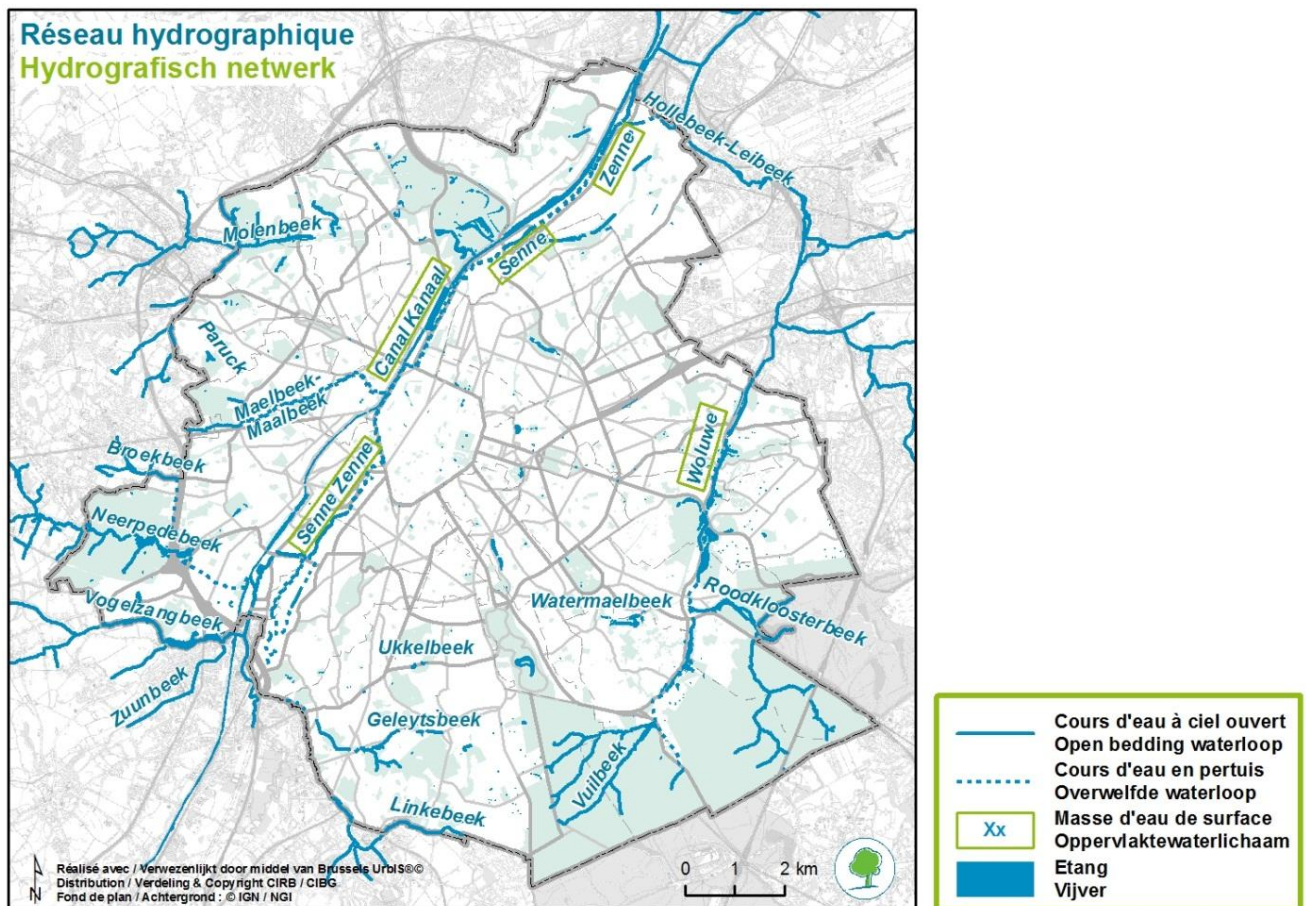 Réseau hydrographique
Hydrografisch netwerk
Hollebeek-Leibeek
Zenne
Molenbeek
Senne
Canal Kanaal
Paruck
Maelbeek-
Maalbeek
Woluwe
Broekbeek
Senne Zenne
Neerpedebeek
Vogelzangbeek
Watermaelbeek
Roodkloosterbeek
Ukkelbeek
Zuunbeek
Geleytsbeek
Vuilbeek
Linkebeek
N
Réalisé avec / Verwezenlijkt door middel van Brussels UrbIS®©
Distribution / Verdeling & Copyright CIRB / CIBG
Fond de plan / Achtergrond : © IGN / NGI
0 1 2 km
Cours d'eau à ciel ouvert
Open bedding waterloop
Cours d'eau en pertuis
Overwelfde waterloop
Xx
Masse d'eau de surface
Oppervlaktewaterlichaam
Etang
Vijver